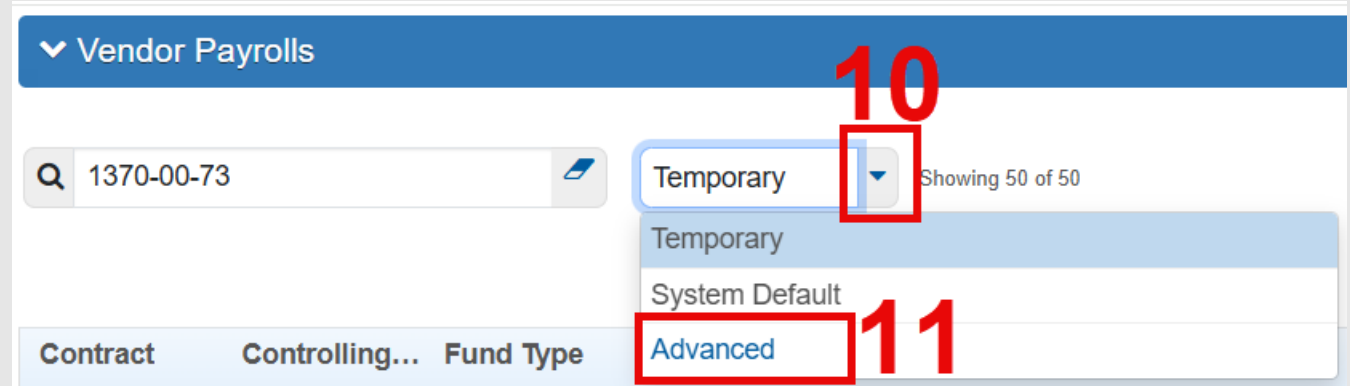 Vendor Payrolls
10
1370-00-73
Temporary
Showing 50 of 50
Temporary
System Default
11
Advanced
Contract Controlling... Fund Type